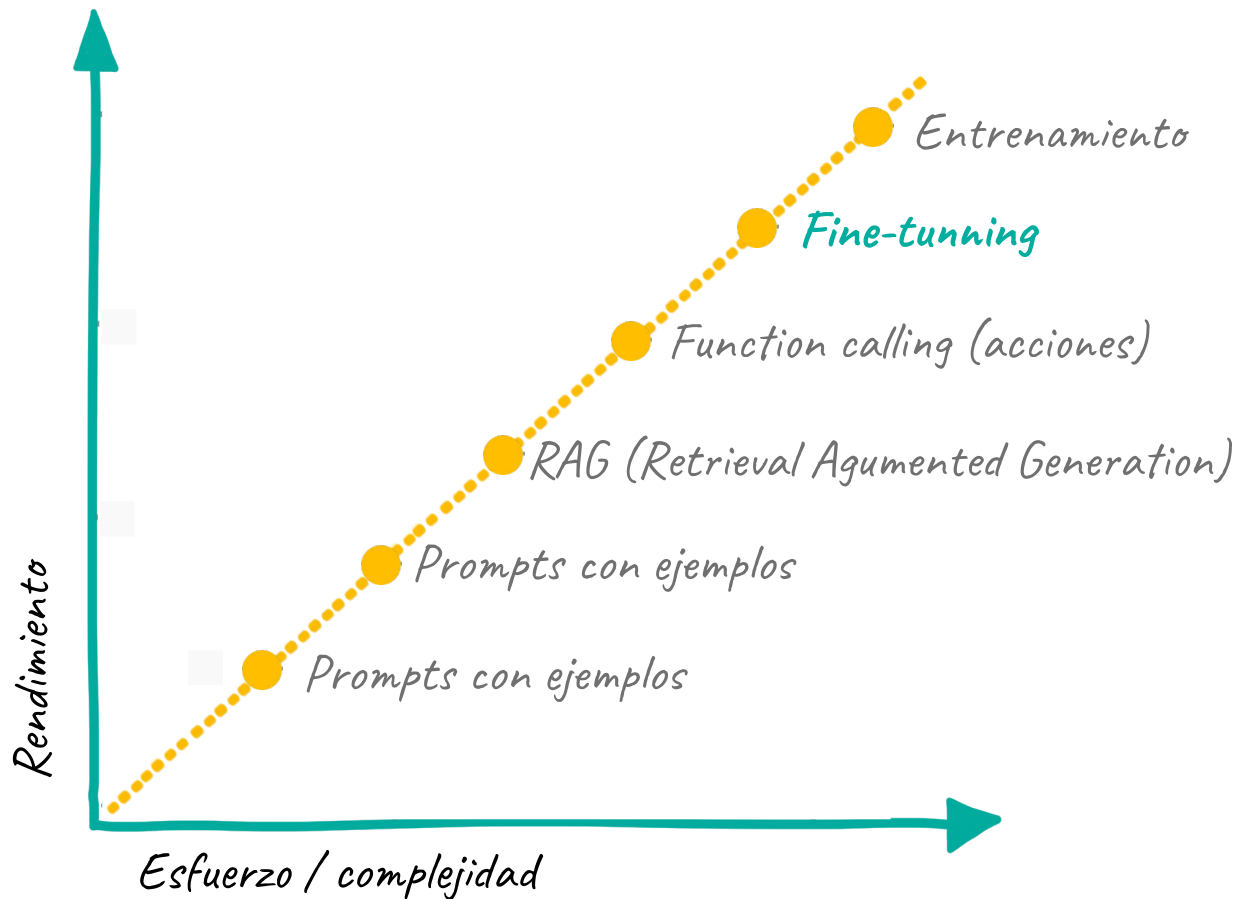 Entrenamiento
Fine-tunning
Function calling (acciones)
RAG (Retrieval Agumented Generation)
Prompts con ejemplos
Prompts con ejemplos
Rendimiento
Esfuerzo / complejidad